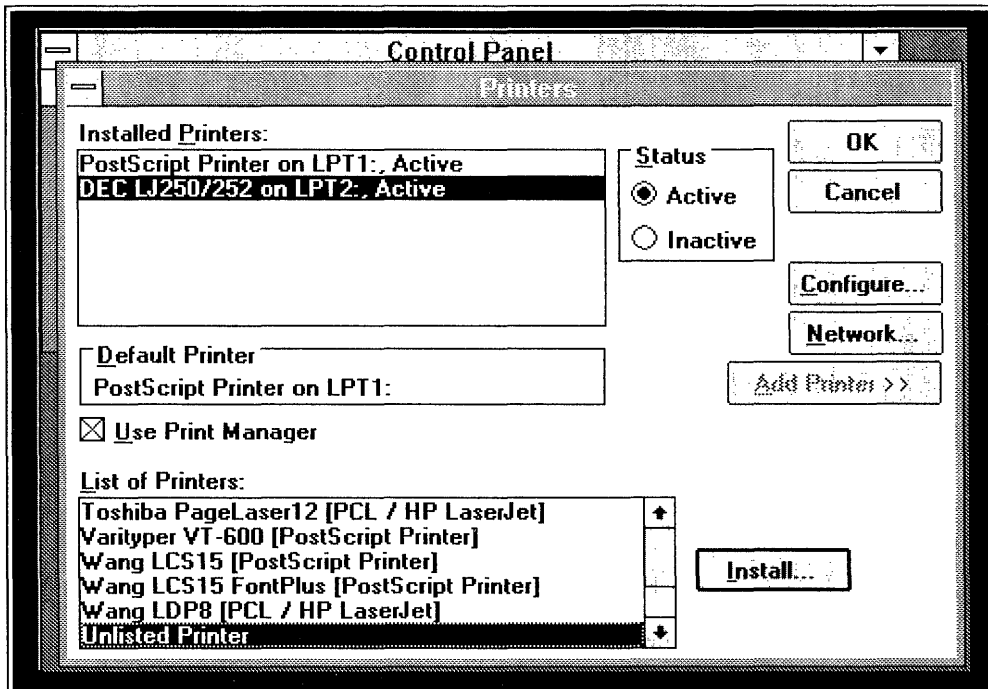 Control Panel
Printers
Installed Printers:
PostScript Printer on LPT1:, Active
DEC LJ250/252 on LPT2:, Active
Status
Active
Inactive
OK
Cancel
Configure...
Network...
Add Printer >>
Default Printer
PostScript Printer on LPT1:
Use Print Manager
List of Printers:
Toshiba PageLaser12 [PCL / HP LaserJet]
Varityper VT-600 [PostScript Printer]
Wang LCS15 [PostScript Printer]
Wang LCS15 FontPlus [PostScript Printer]
Wang LDP8 [PCL / HP LaserJet]
Unlisted Printer
Install...